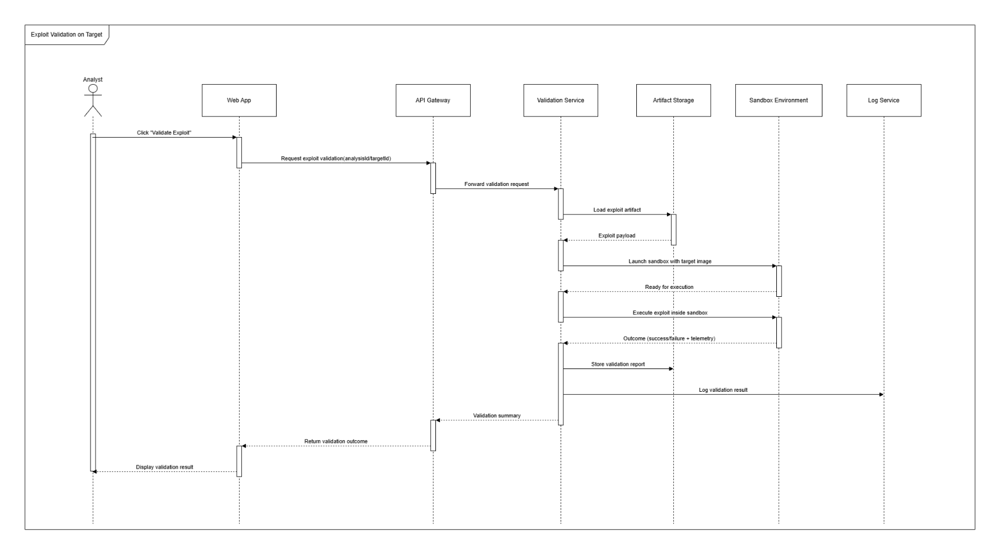 Exploit Validation on Target
Analyst
Web App
API Gateway
Validation Service
Artifact Storage
Sandbox Environment
Log Service
Click "Validate Exploit"
Request exploit validation(analysisId/targetId)
Forward validation request
Load exploit artifact
Exploit payload
Launch sandbox with target image
Ready for execution
Execute exploit inside sandbox
Outcome (success/failure + telemetry)
Store validation report
Log validation result
Validation summary
Return validation outcome
Display validation result